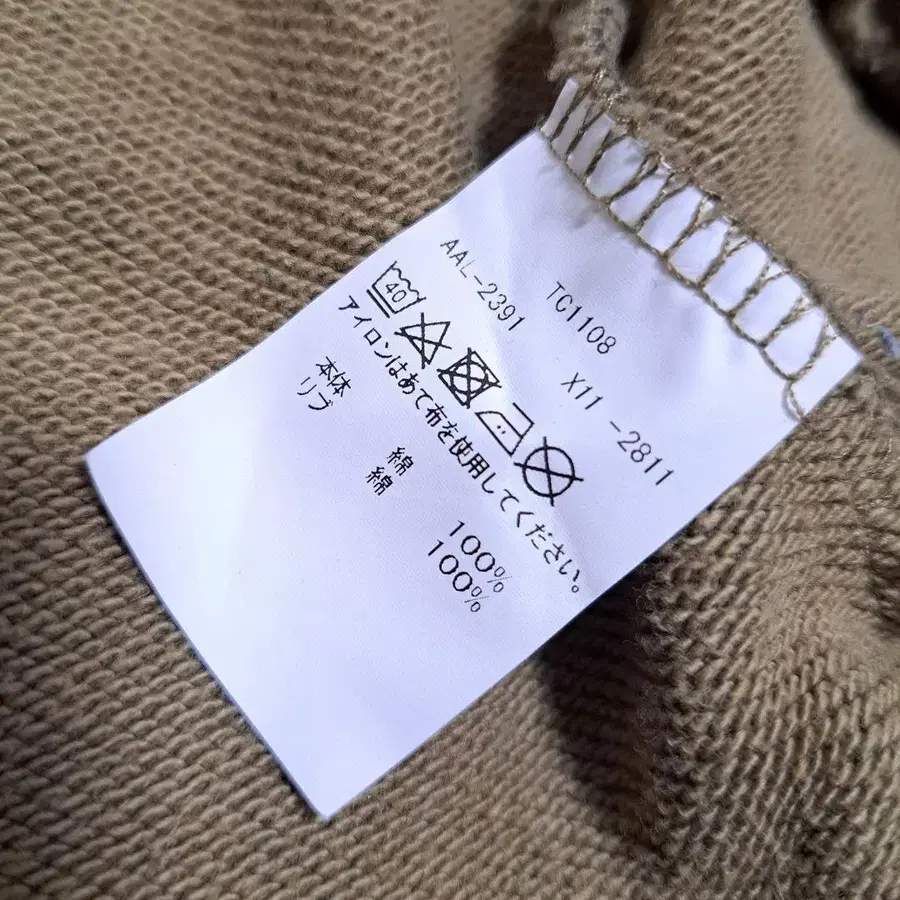 TC1108
AAL-2391 X11 -2811
40
アイロンはあて布を使用してください。
本体 綿 100%
リブ 綿 100%